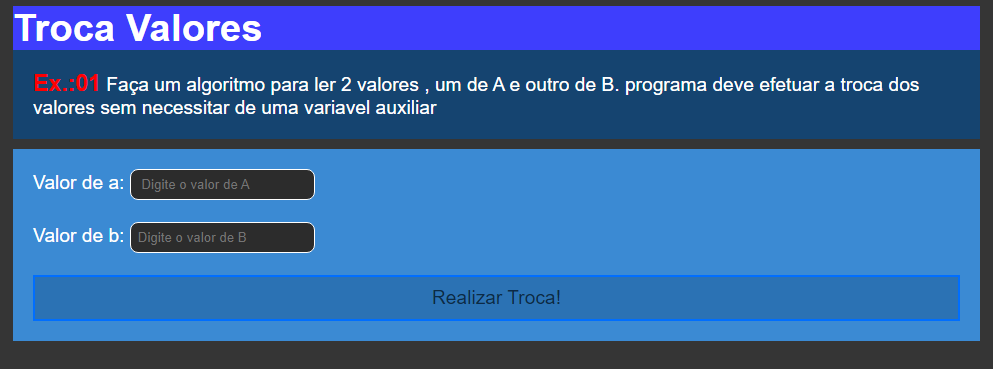 Troca Valores
Ex.:01 Faça um algoritmo para ler 2 valores , um de A e outro de B. programa deve efetuar a troca dos
valores sem necessitar de uma variavel auxiliar
Valor de a: Digite o valor de A
Valor de b: Digite o valor de B
Realizar Troca!